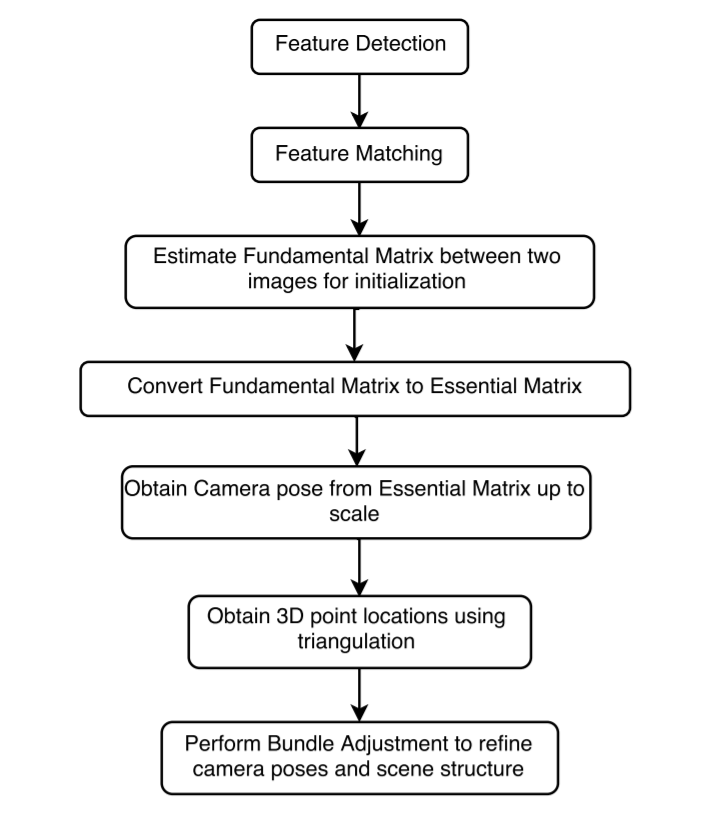 Feature Detection
Feature Matching
Estimate Fundamental Matrix between two
images for initialization
Convert Fundamental Matrix to Essential Matrix
Obtain Camera pose from Essential Matrix up to
scale
Obtain 3D point locations using
triangulation
Perform Bundle Adjustment to refine
camera poses and scene structure